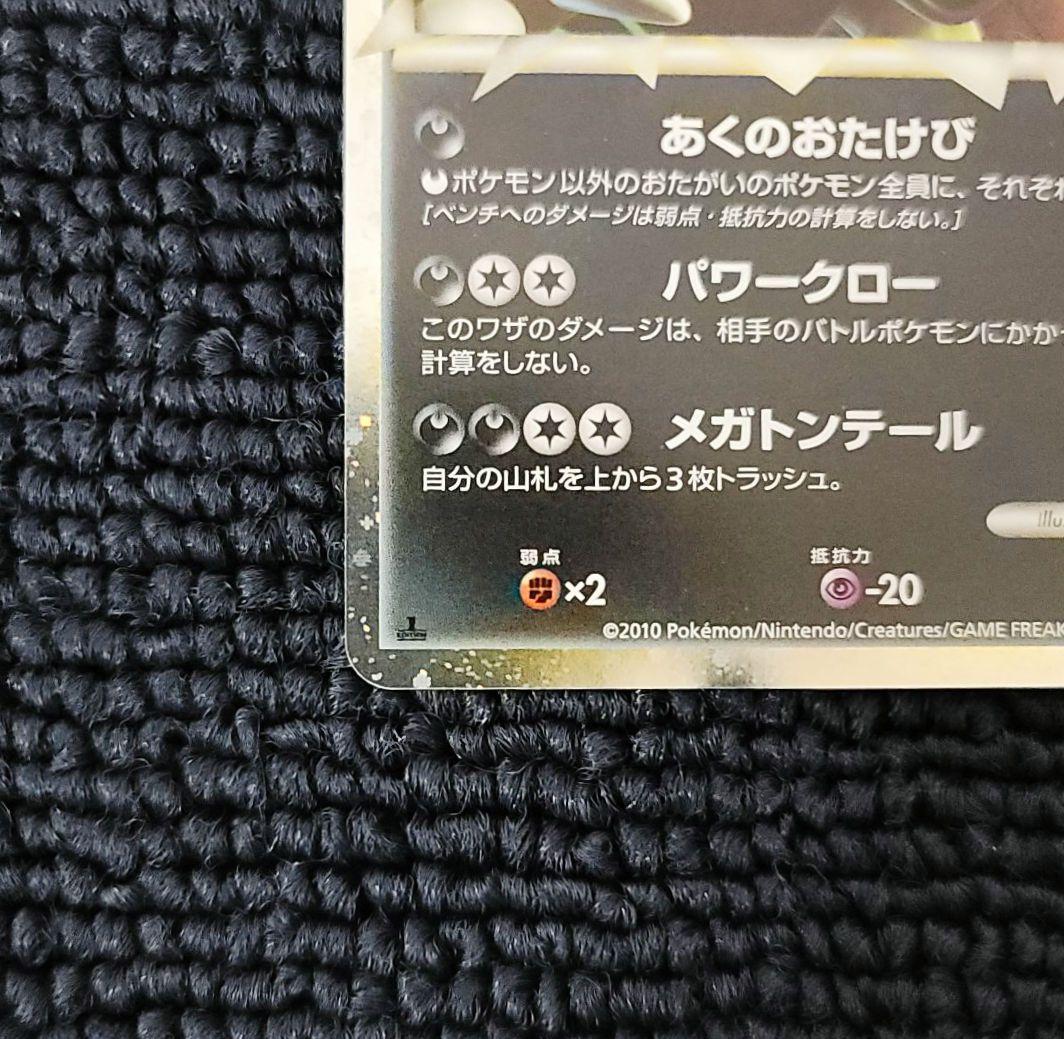 あくのおたけび
ポケモン以外のおたがいのポケモン全員に、それぞれ
[ベンチへのダメージは弱点・抵抗力の計算をしない。]
パワークロー
このワザのダメージは、相手のバトルポケモンにかか
計算をしない。
メガトンテール
自分の山札を上から3枚トラッシュ。
Illu
弱点 抵抗力
×2 -20
1 EDITION
©2010 Pokémon/Nintendo/Creatures/GAME FREAK